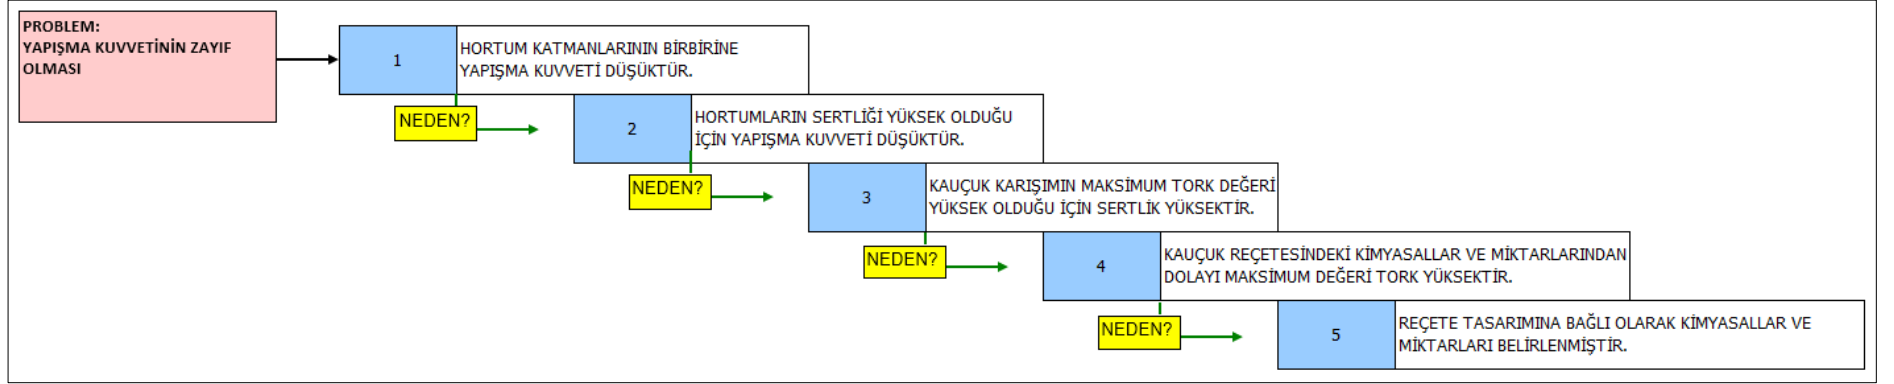 PROBLEM:
YAPIŞMA KUVVETİNİN ZAYIF
OLMASI
1
HORTUM KATMANLARININ BİRBİRİNE
YAPIŞMA KUVVETİ DÜŞÜKTÜR.
NEDEN?
2
HORTUMLARIN SERTLİĞİ YÜKSEK OLDUĞU
İÇİN YAPIŞMA KUVVETİ DÜŞÜKTÜR.
NEDEN?
3
KAUÇUK KARIŞIMIN MAKSİMUM TORK DEĞERİ
YÜKSEK OLDUĞU İÇİN SERTLİK YÜKSEKTİR.
NEDEN?
4
KAUÇUK REÇETESİNDEKİ KİMYASALLAR VE MİKTARLARINDAN
DOLAYI MAKSİMUM DEĞERİ TORK YÜKSEKTİR.
NEDEN?
5
REÇETE TASARIMINA BAĞLI OLARAK KİMYASALLAR VE
MİKTARLARI BELİRLENMİŞTİR.